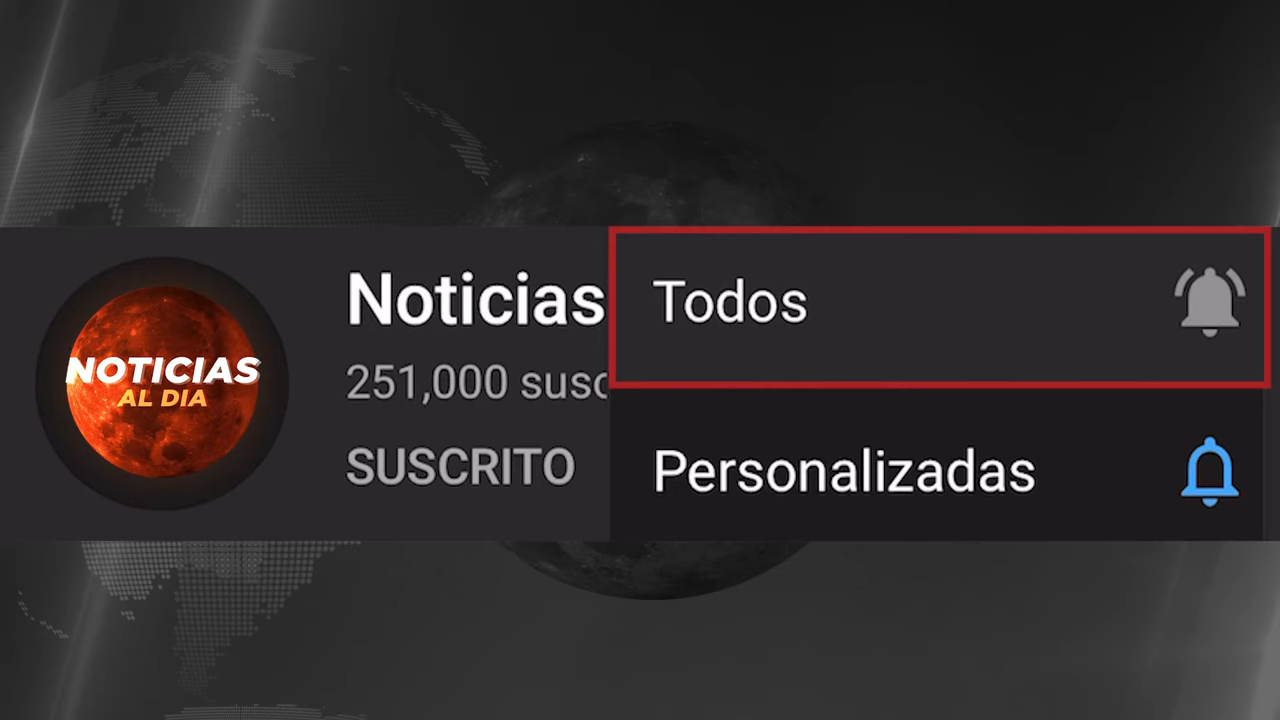 NOTICIAS
AL DIA
Noticias
251,000 susc
SUSCRITO
Todos
Personalizadas